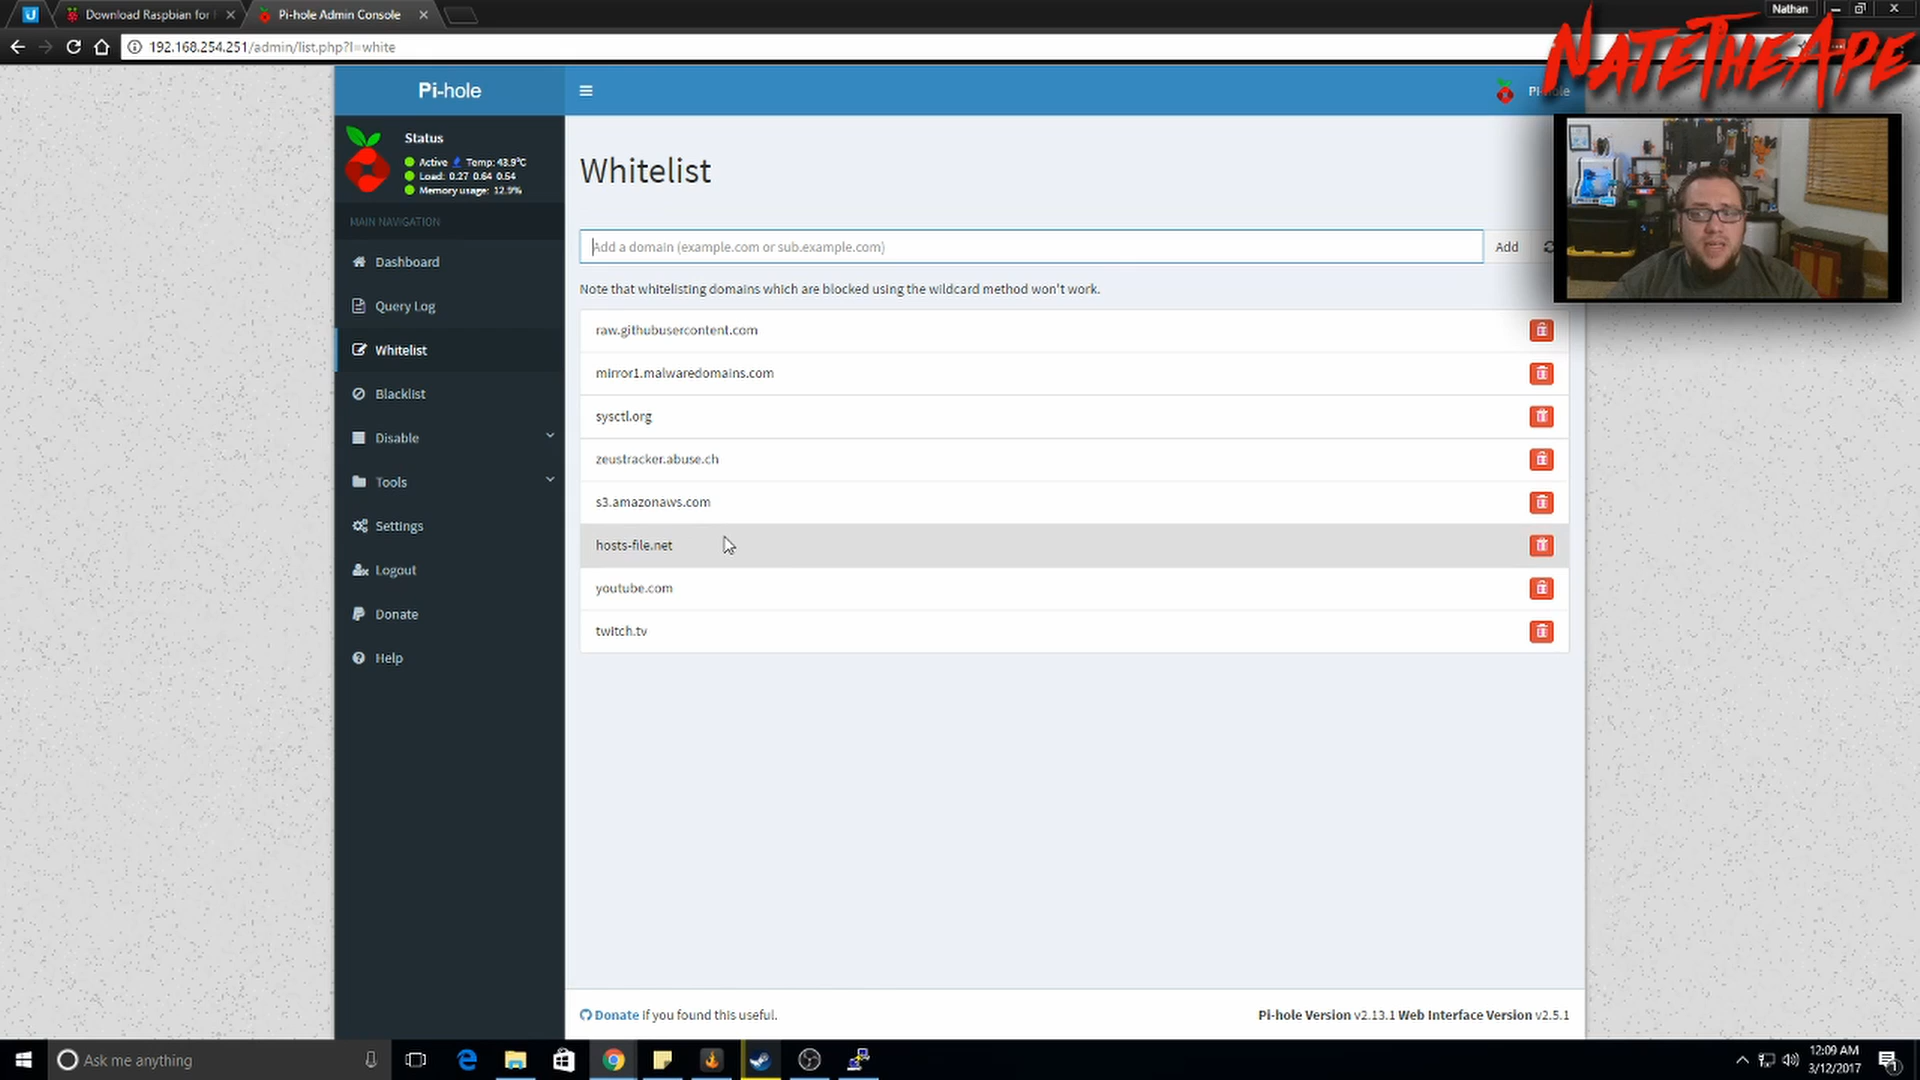 Download Raspbian for
Pi-hole Admin Console
Nathan
192.168.254.251/admin/list.php?l=white
NATETHEAPE
Pi-hole
Status
Active Temp: 43.9°C
Load: 0.27 0.64 0.54
Memory usage: 12.9%
MAIN NAVIGATION
Dashboard
Query Log
Whitelist
Blacklist
Disable
Tools
Settings
Logout
Donate
Help
Whitelist
Add a domain (example.com or sub.example.com)
Add
Note that whitelisting domains which are blocked using the wildcard method won't work.
raw.githubusercontent.com
mirror1.malwaredomains.com
sysctl.org
zeustracker.abuse.ch
s3.amazonaws.com
hosts-file.net
youtube.com
twitch.tv
Donate if you found this useful.
Pi-hole Version v2.13.1 Web Interface Version v2.5.1
Ask me anything
12:09 AM
3/12/2017